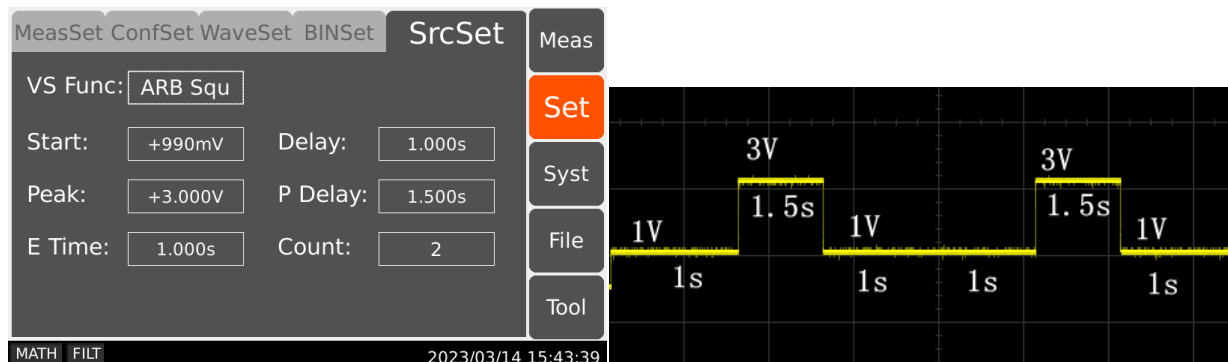 MeasSet ConfSet WaveSet BINSet SrcSet
VS Func: ARB Squ
Start: +990mV Delay: 1.000s
Peak: +3.000V P Delay: 1.500s
E Time: 1.000s Count: 2
MATH FILT 2023/03/14 15:43:39
Meas
Set
Syst
File
Tool
3V 3V
1.5s 1.5s
1V 1V 1V
1s 1s 1s 1s